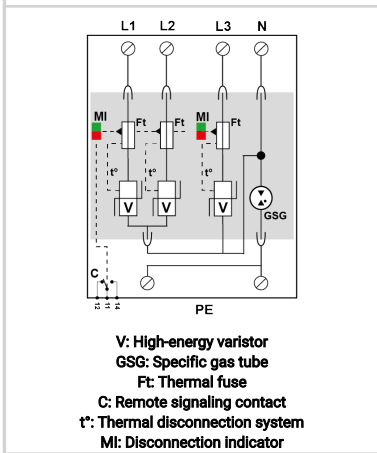 L1 L2 L3 N
MI Ft Ft MI Ft
t° t° t°
V V V GSG
C
12 11 14
PE
V: High-energy varistor
GSG: Specific gas tube
Ft: Thermal fuse
C: Remote signaling contact
t°: Thermal disconnection system
MI: Disconnection indicator